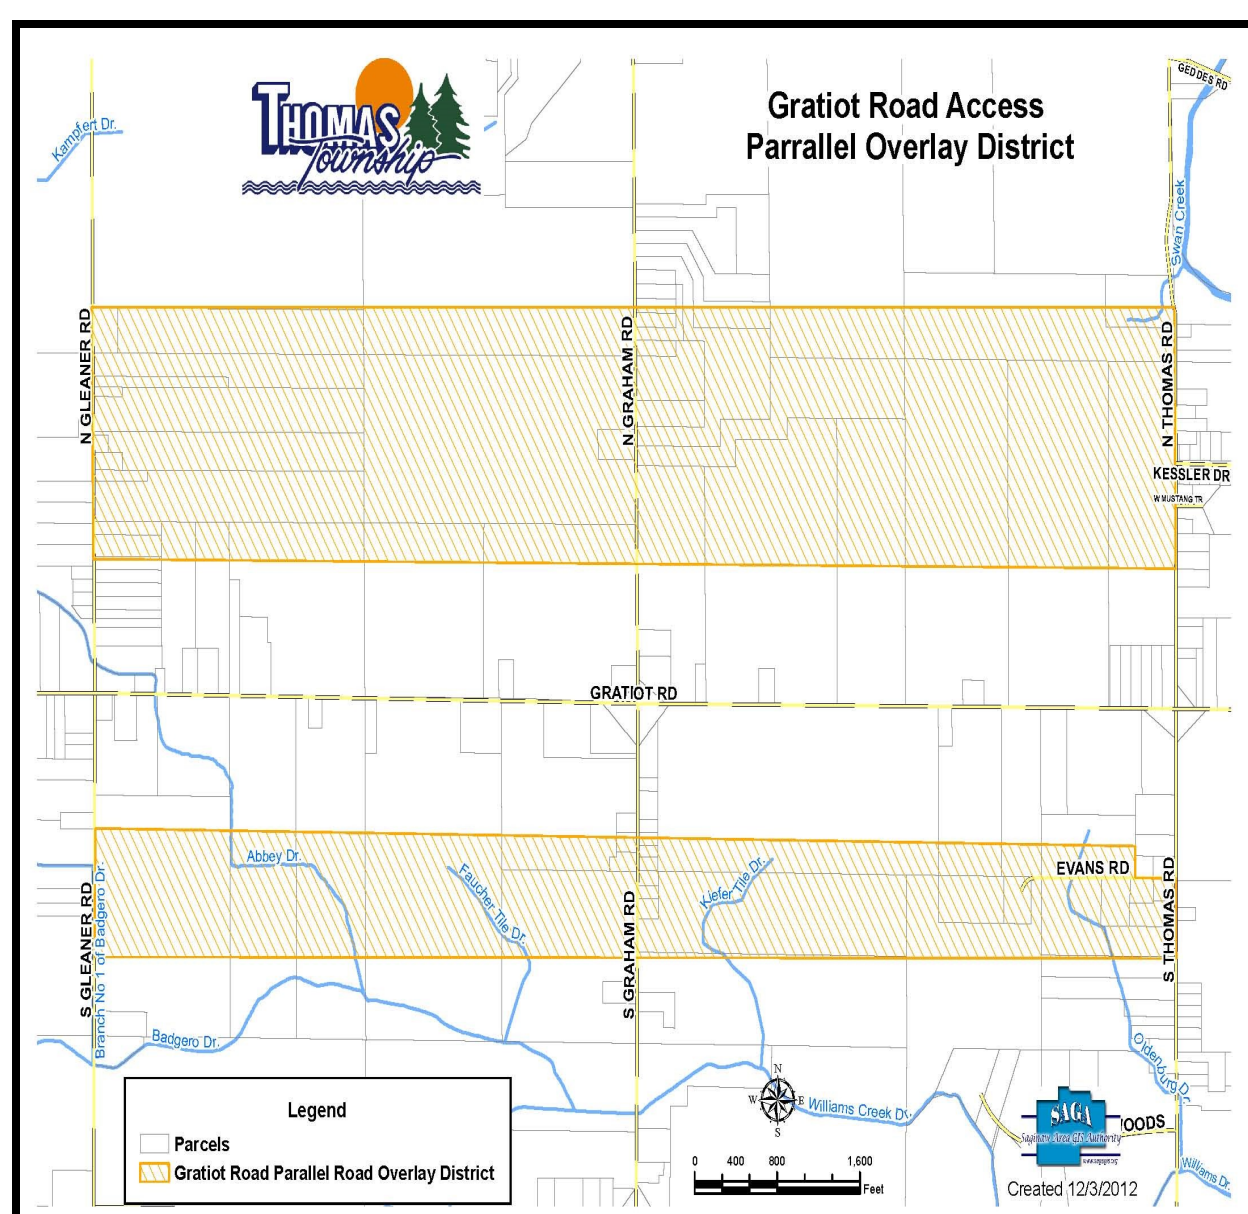 GEDDES RD
THOMAS
Township
Gratiot Road Access
Parrallel Overlay District
Kampfert Dr.
Swan Creek
N GLEANER RD
N GRAHAM RD
N THOMAS RD
KESSLER DR
W MUSTANG TR
GRATIOT RD
Abbey Dr.
Faucher Tile Dr.
Kiefer Tile Dr.
EVANS RD
S GLEANER RD
Branch No 1 of Badgero Dr.
S GRAHAM RD
S THOMAS RD
Badgero Dr.
Oldenburg Dr.
N
W E
S
Williams Creek Dr.
Legend
Parcels
Gratiot Road Parallel Road Overlay District
0 400 800 1,600
Feet
SAGA
Saginaw Area GIS Authority
OODS
Williams Dr.
Created 12/3/2012